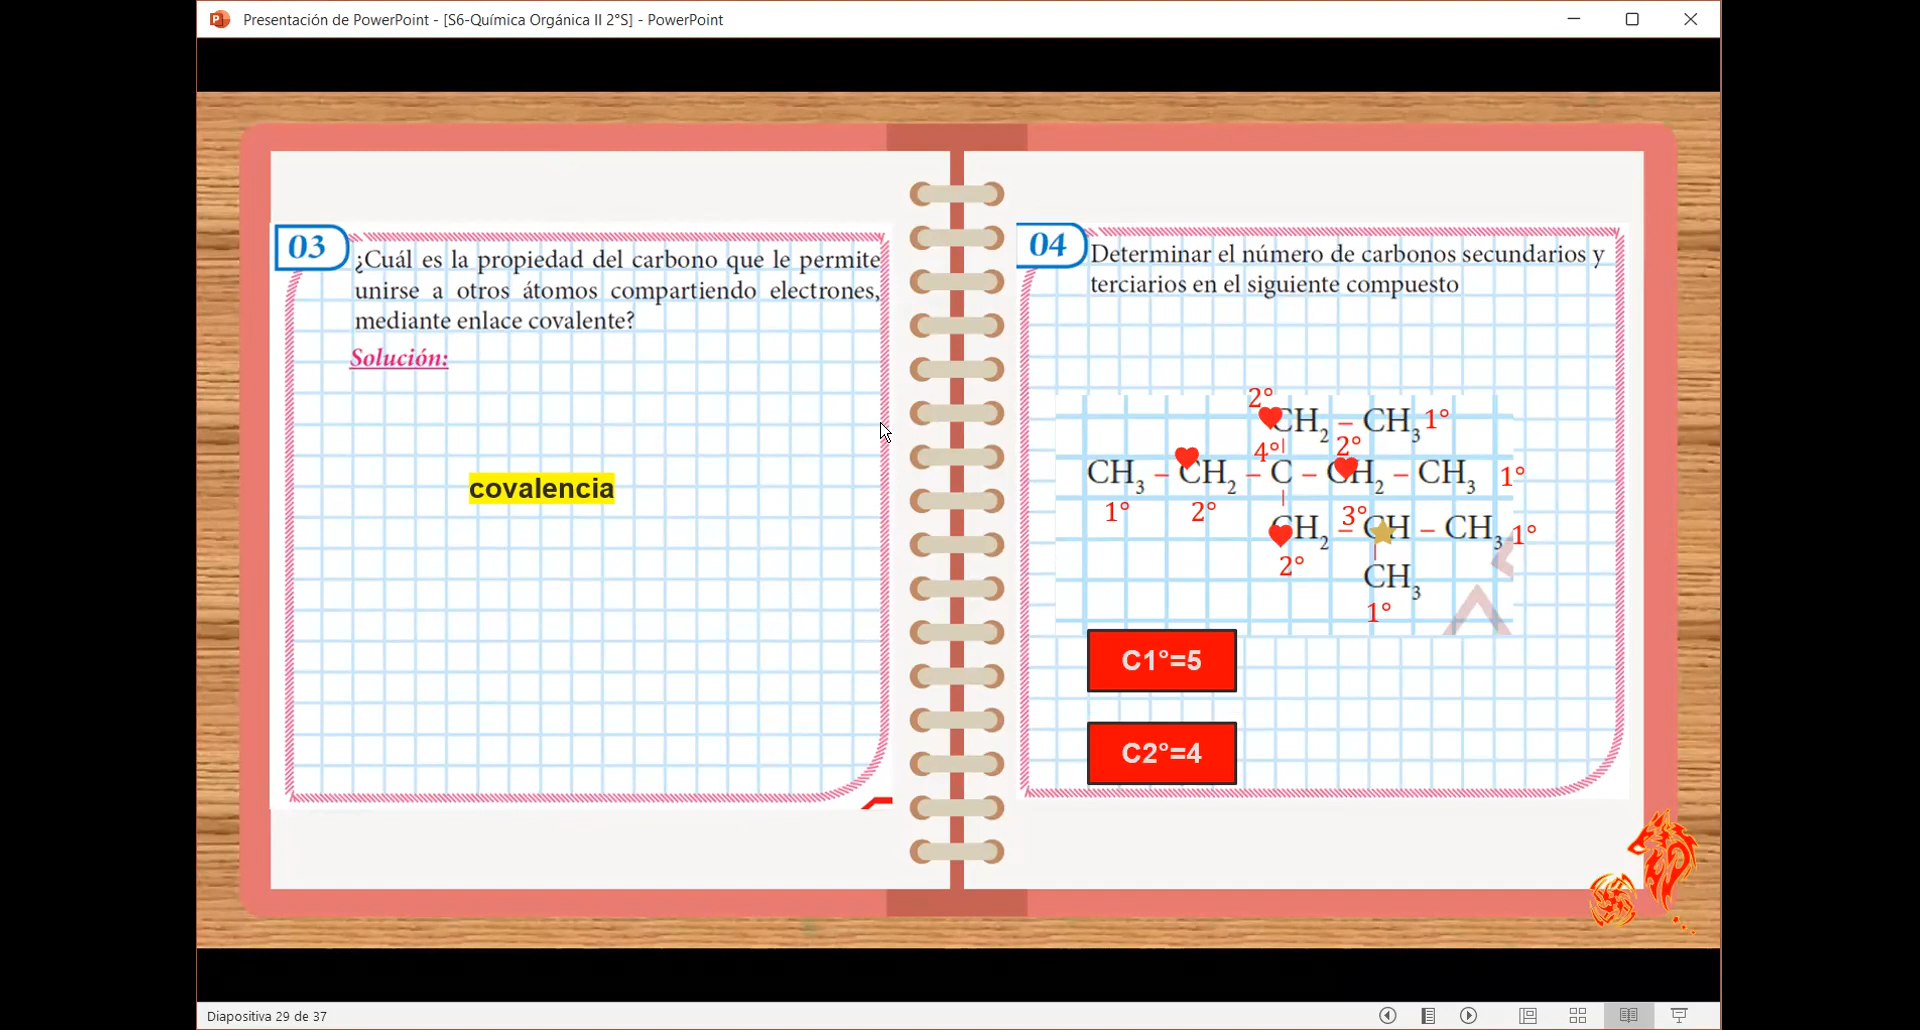 Presentación de PowerPoint - [S6-Química Orgánica II 2°S] - PowerPoint
03
¿Cuál es la propiedad del carbono que le permite
unirse a otros átomos compartiendo electrones,
mediante enlace covalente?
Solución:
covalencia
04
Determinar el número de carbonos secundarios y
terciarios en el siguiente compuesto
2°
CH2 – CH3 1°
4° 2°
CH3 – CH2 – C – CH2 – CH3 1°
1° 2° 3°
CH2 – CH – CH3 1°
2°
CH3
1°
C1°=5
C2°=4
Diapositiva 29 de 37